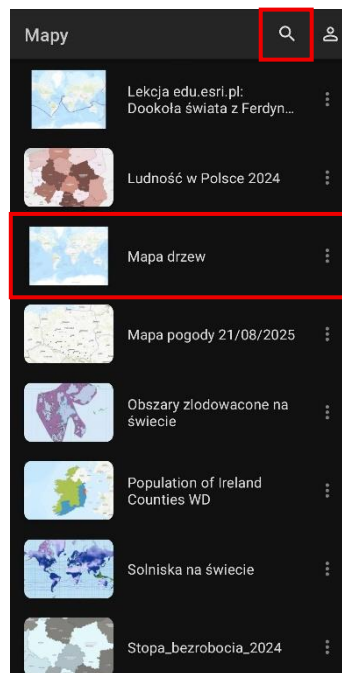 Mapy
Lekcja edu.esri.pl:
Dookoła świata z Ferdyn...
Ludność w Polsce 2024
Mapa drzew
Mapa pogody 21/08/2025
Obszary zlodowacone na
świecie
Population of Ireland
Counties WD
Solniska na świecie
Stopa_bezrobocia_2024